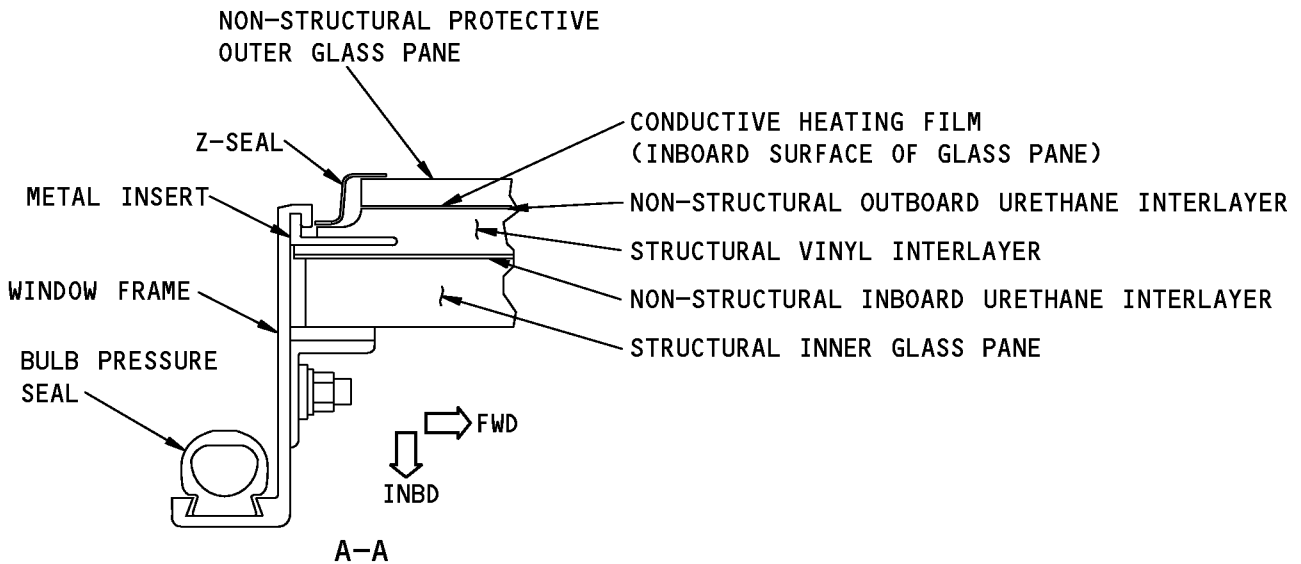 NON-STRUCTURAL PROTECTIVE
OUTER GLASS PANE
CONDUCTIVE HEATING FILM
(INBOARD SURFACE OF GLASS PANE)
Z-SEAL
METAL INSERT
NON-STRUCTURAL OUTBOARD URETHANE INTERLAYER
STRUCTURAL VINYL INTERLAYER
WINDOW FRAME
NON-STRUCTURAL INBOARD URETHANE INTERLAYER
STRUCTURAL INNER GLASS PANE
BULB PRESSURE
SEAL
FWD
INBD
A-A